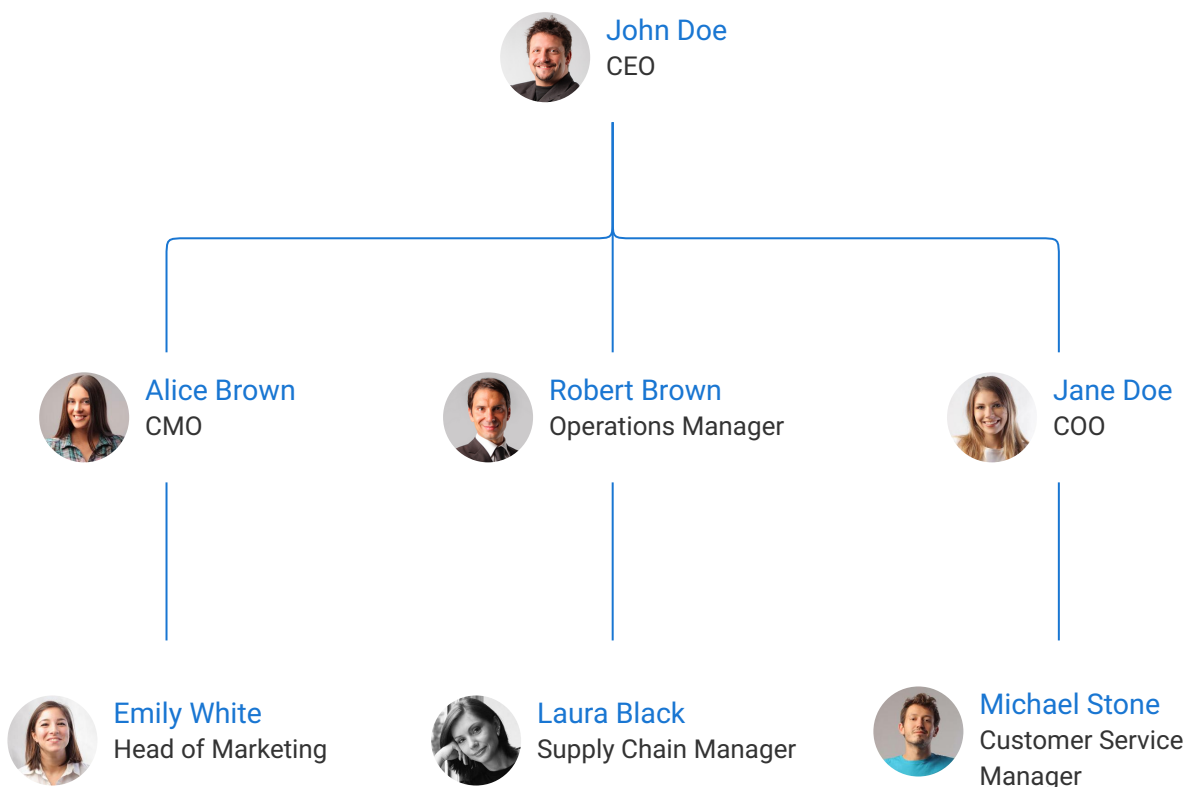 John Doe
CEO
Alice Brown
CMO
Robert Brown
Operations Manager
Jane Doe
COO
Emily White
Head of Marketing
Laura Black
Supply Chain Manager
Michael Stone
Customer Service
Manager